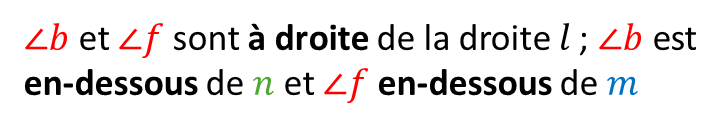 ∠b et ∠f sont à droite de la droite l ; ∠b est
en-dessous de n et ∠f en-dessous de m